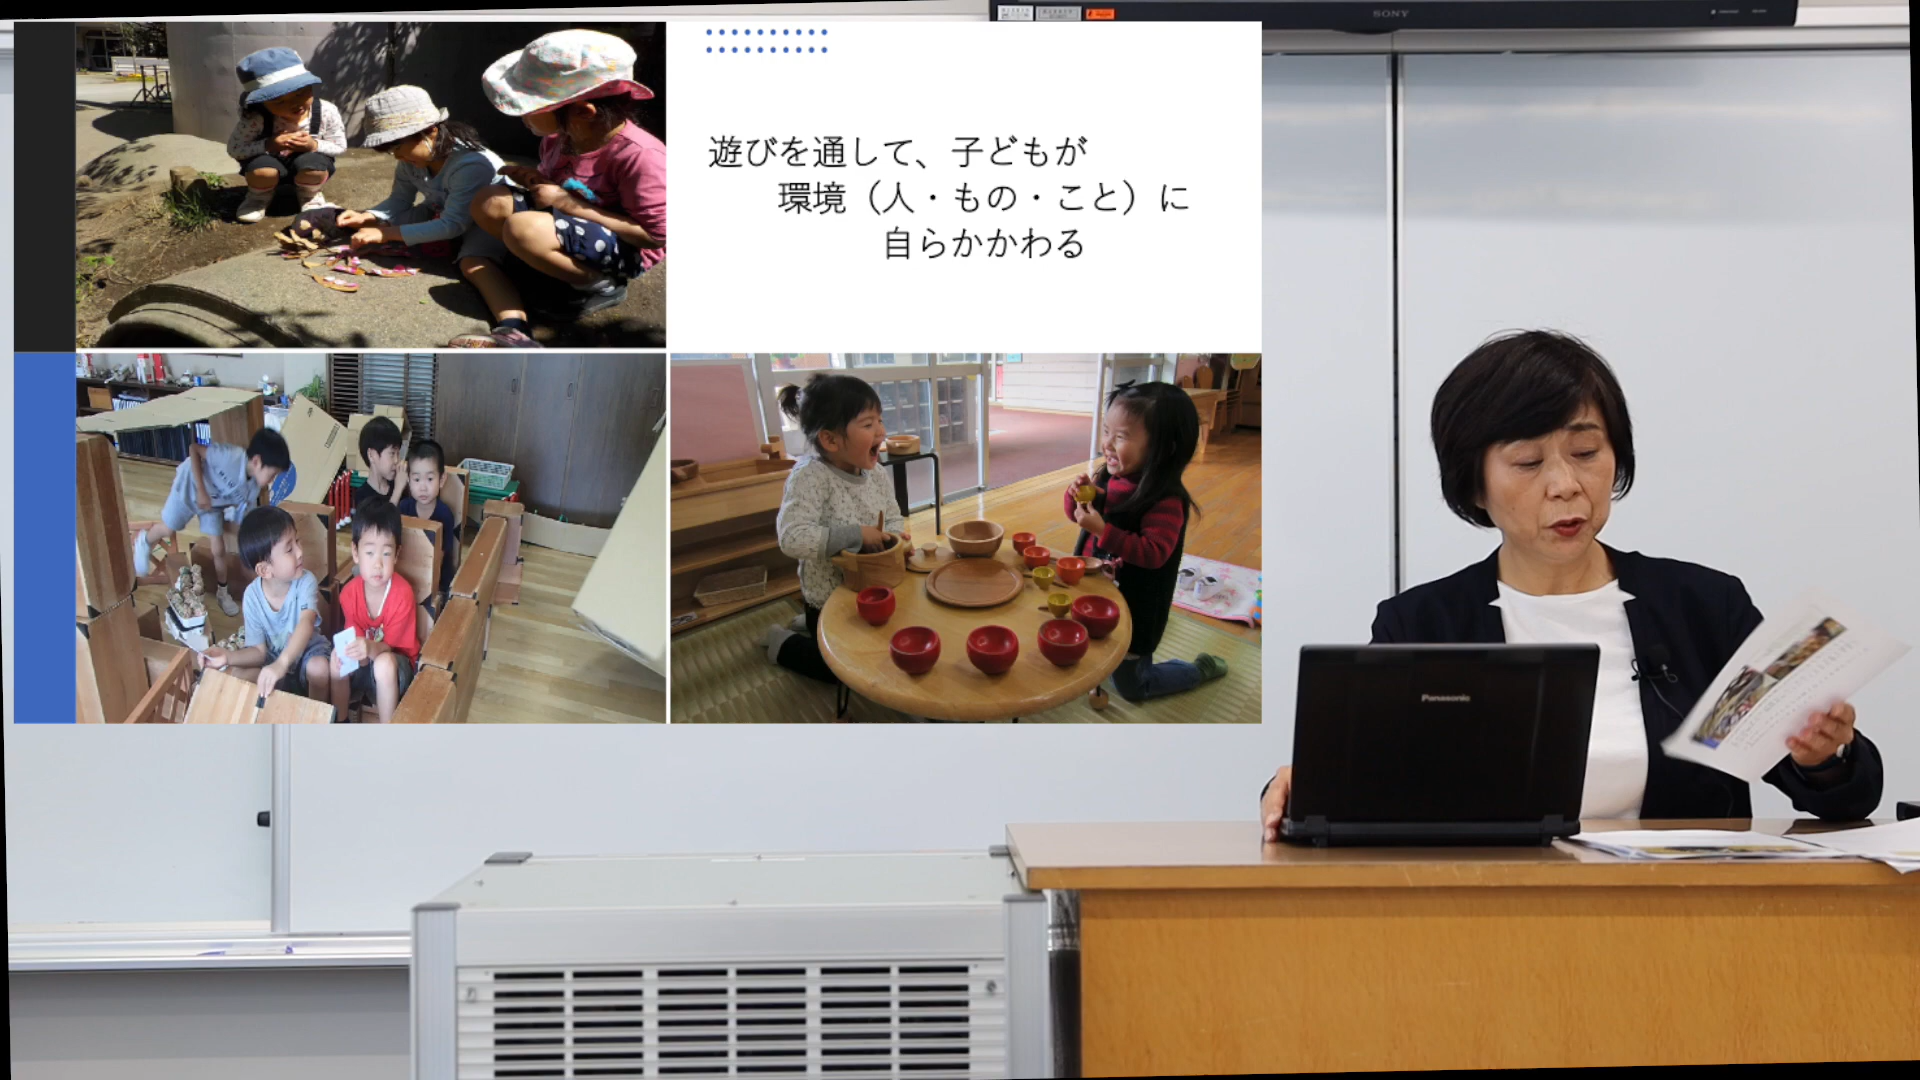 SONY
遊びを通して、子どもが
環境（人・もの・こと）に
自らかかわる
Panasonic